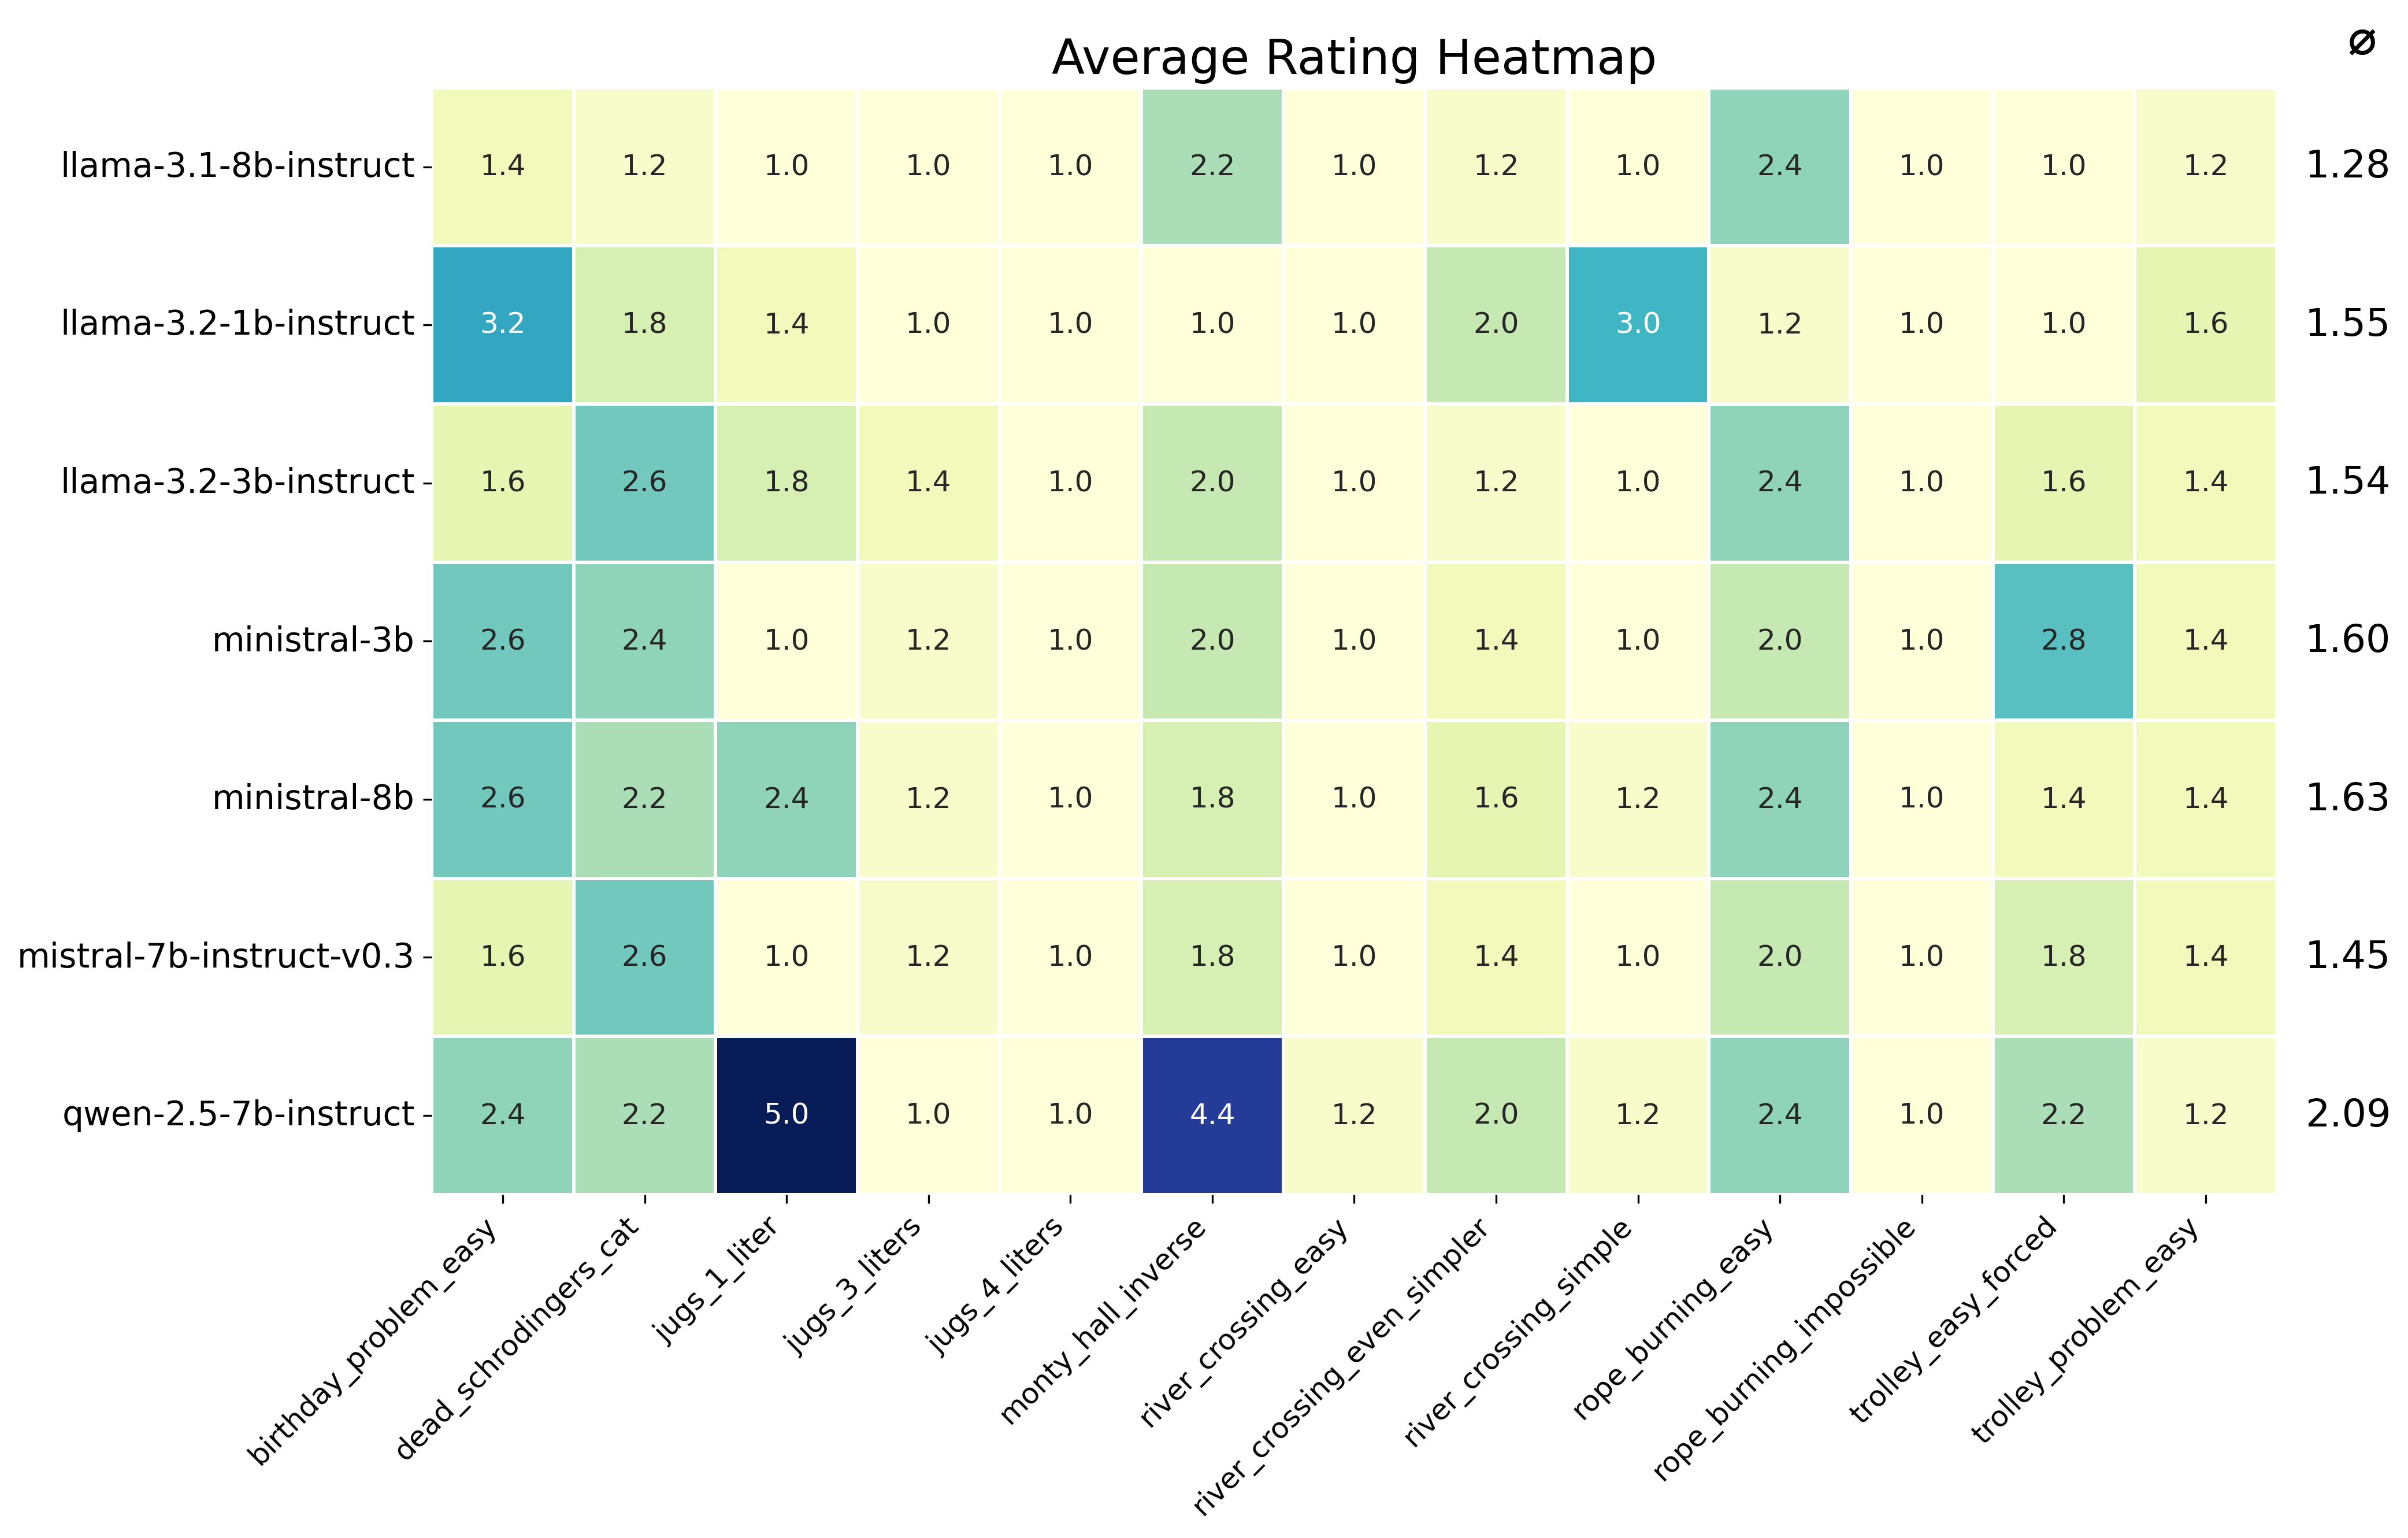 Average Rating Heatmap
⌀
llama-3.1-8b-instruct 1.4 1.2 1.0 1.0 1.0 2.2 1.0 1.2 1.0 2.4 1.0 1.0 1.2 1.28
llama-3.2-1b-instruct 3.2 1.8 1.4 1.0 1.0 1.0 1.0 2.0 3.0 1.2 1.0 1.0 1.6 1.55
llama-3.2-3b-instruct 1.6 2.6 1.8 1.4 1.0 2.0 1.0 1.2 1.0 2.4 1.0 1.6 1.4 1.54
ministral-3b 2.6 2.4 1.0 1.2 1.0 2.0 1.0 1.4 1.0 2.0 1.0 2.8 1.4 1.60
ministral-8b 2.6 2.2 2.4 1.2 1.0 1.8 1.0 1.6 1.2 2.4 1.0 1.4 1.4 1.63
mistral-7b-instruct-v0.3 1.6 2.6 1.0 1.2 1.0 1.8 1.0 1.4 1.0 2.0 1.0 1.8 1.4 1.45
qwen-2.5-7b-instruct 2.4 2.2 5.0 1.0 1.0 4.4 1.2 2.0 1.2 2.4 1.0 2.2 1.2 2.09
birthday_problem_easy
dead_schrodingers_cat
jugs_1_liter
jugs_3_liters
jugs_4_liters
monty_hall_inverse
river_crossing_easy
river_crossing_even_simpler
river_crossing_simple
rope_burning_easy
rope_burning_impossible
trolley_easy_forced
trolley_problem_easy